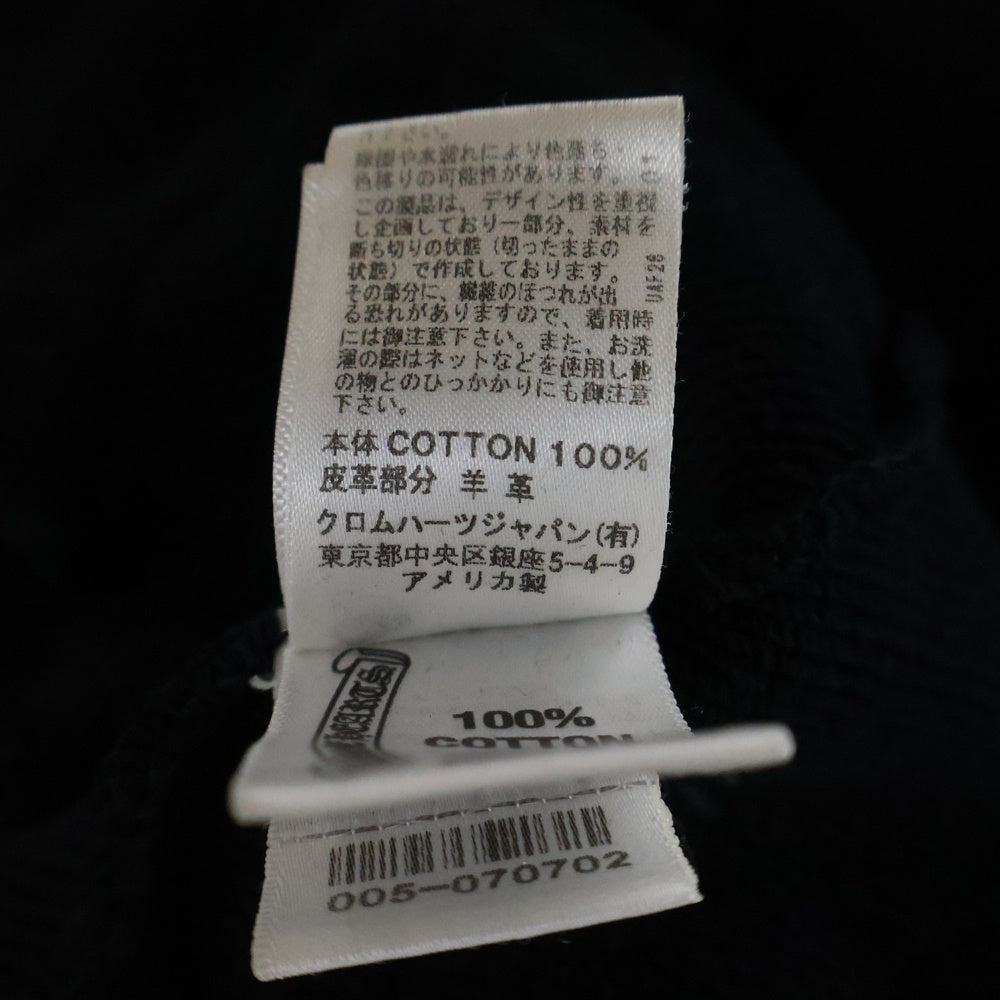 下さい。
摩擦や水濡れにより色落ち・
色移りの可能性があります。
この製品は、デザイン性を重視
し企画しており一部分、素材を
断ち切りの状態（切ったままの
状態）で作成しております。
その部分に、繊維のほつれが出
る恐れがありますので、着用時
には御注意下さい。また、お洗
濯の際はネットなどを使用し他
の物とのひっかかりにも御注意
下さい。
本体 COTTON 100%
皮革部分 羊 革
クロムハーツジャパン(有)
東京都中央区銀座5-4-9
アメリカ製
01
100%
COTTON
005-070702